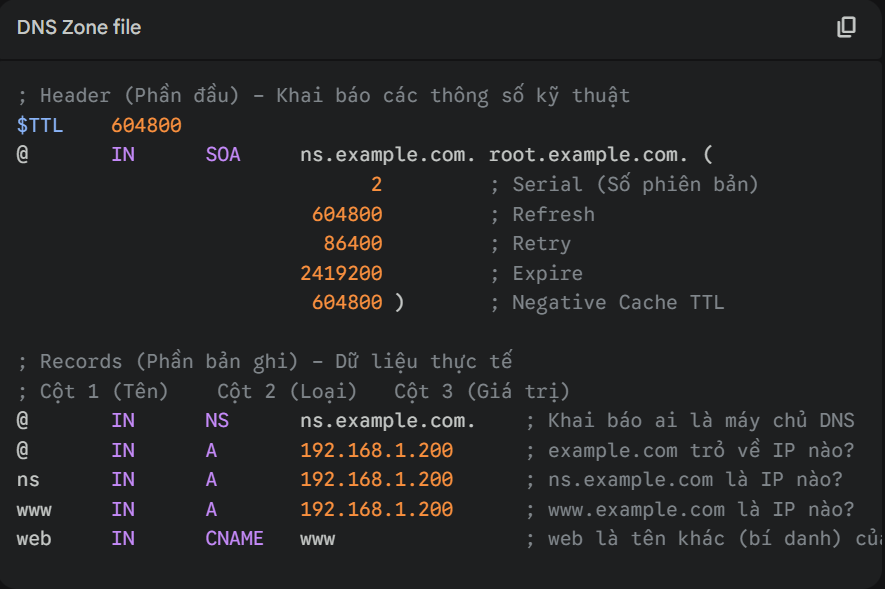 DNS Zone file
; Header (Phần đầu) - Khai báo các thông số kỹ thuật
$TTL 604800
@ IN SOA ns.example.com. root.example.com. (
2 ; Serial (Số phiên bản)
604800 ; Refresh
86400 ; Retry
2419200 ; Expire
604800 ) ; Negative Cache TTL
; Records (Phần bản ghi) - Dữ liệu thực tế
; Cột 1 (Tên) Cột 2 (Loại) Cột 3 (Giá trị)
@ IN NS ns.example.com. ; Khai báo ai là máy chủ DNS
@ IN A 192.168.1.200 ; example.com trỏ về IP nào?
ns IN A 192.168.1.200 ; ns.example.com là IP nào?
www IN A 192.168.1.200 ; www.example.com là IP nào?
web IN CNAME www ; web là tên khác (bí danh)